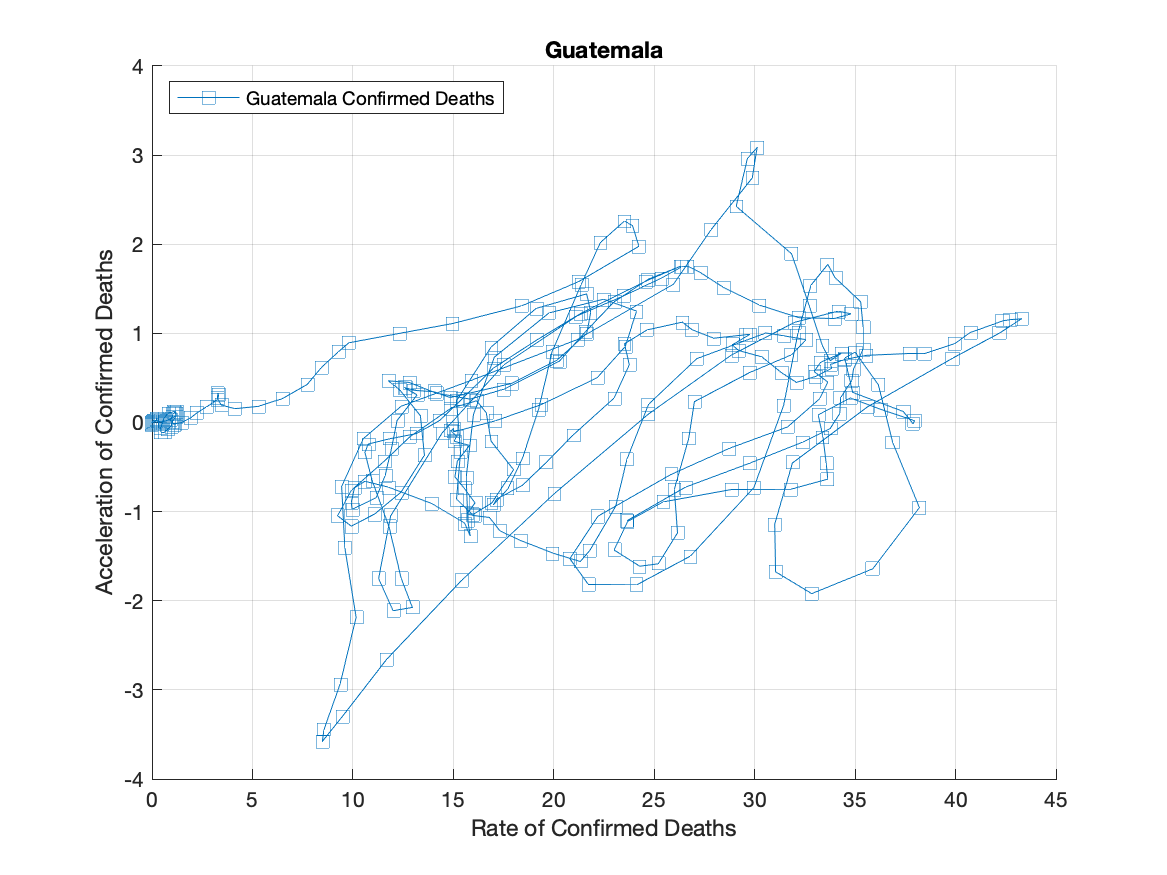 Guatemala
Guatemala Confirmed Deaths
Acceleration of Confirmed Deaths
4
3
2
1
0
-1
-2
-3
-4
0 5 10 15 20 25 30 35 40 45
Rate of Confirmed Deaths